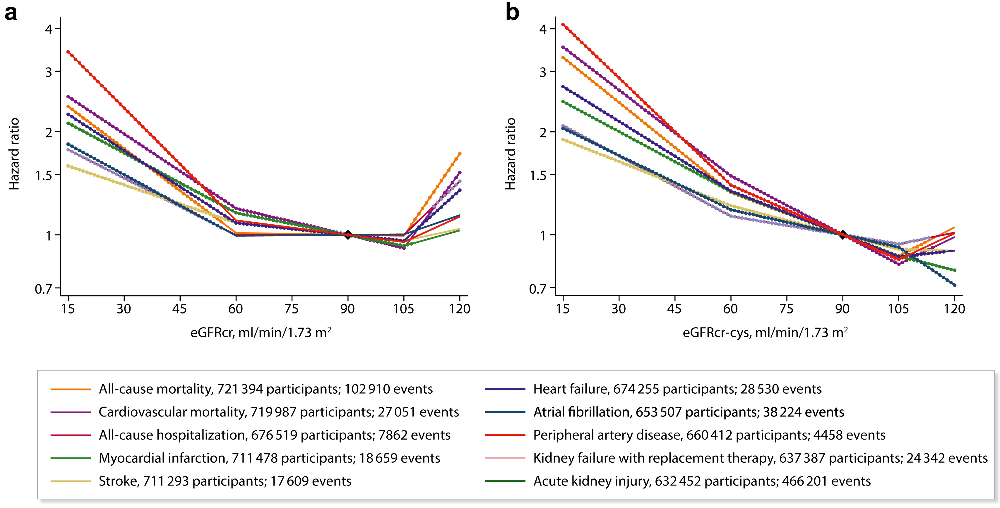 a
b
4
3
2
1.5
1
0.7
Hazard ratio
15 30 45 60 75 90 105 120
eGFRcr, ml/min/1.73 m²
4
3
2
1.5
1
0.7
Hazard ratio
15 30 45 60 75 90 105 120
eGFRcr-cys, ml/min/1.73 m²
All-cause mortality, 721 394 participants; 102 910 events
Cardiovascular mortality, 719 987 participants; 27 051 events
All-cause hospitalization, 676 519 participants; 7862 events
Myocardial infarction, 711 478 participants; 18 659 events
Stroke, 711 293 participants; 17 609 events
Heart failure, 674 255 participants; 28 530 events
Atrial fibrillation, 653 507 participants; 38 224 events
Peripheral artery disease, 660 412 participants; 4458 events
Kidney failure with replacement therapy, 637 387 participants; 24 342 events
Acute kidney injury, 632 452 participants; 466 201 events